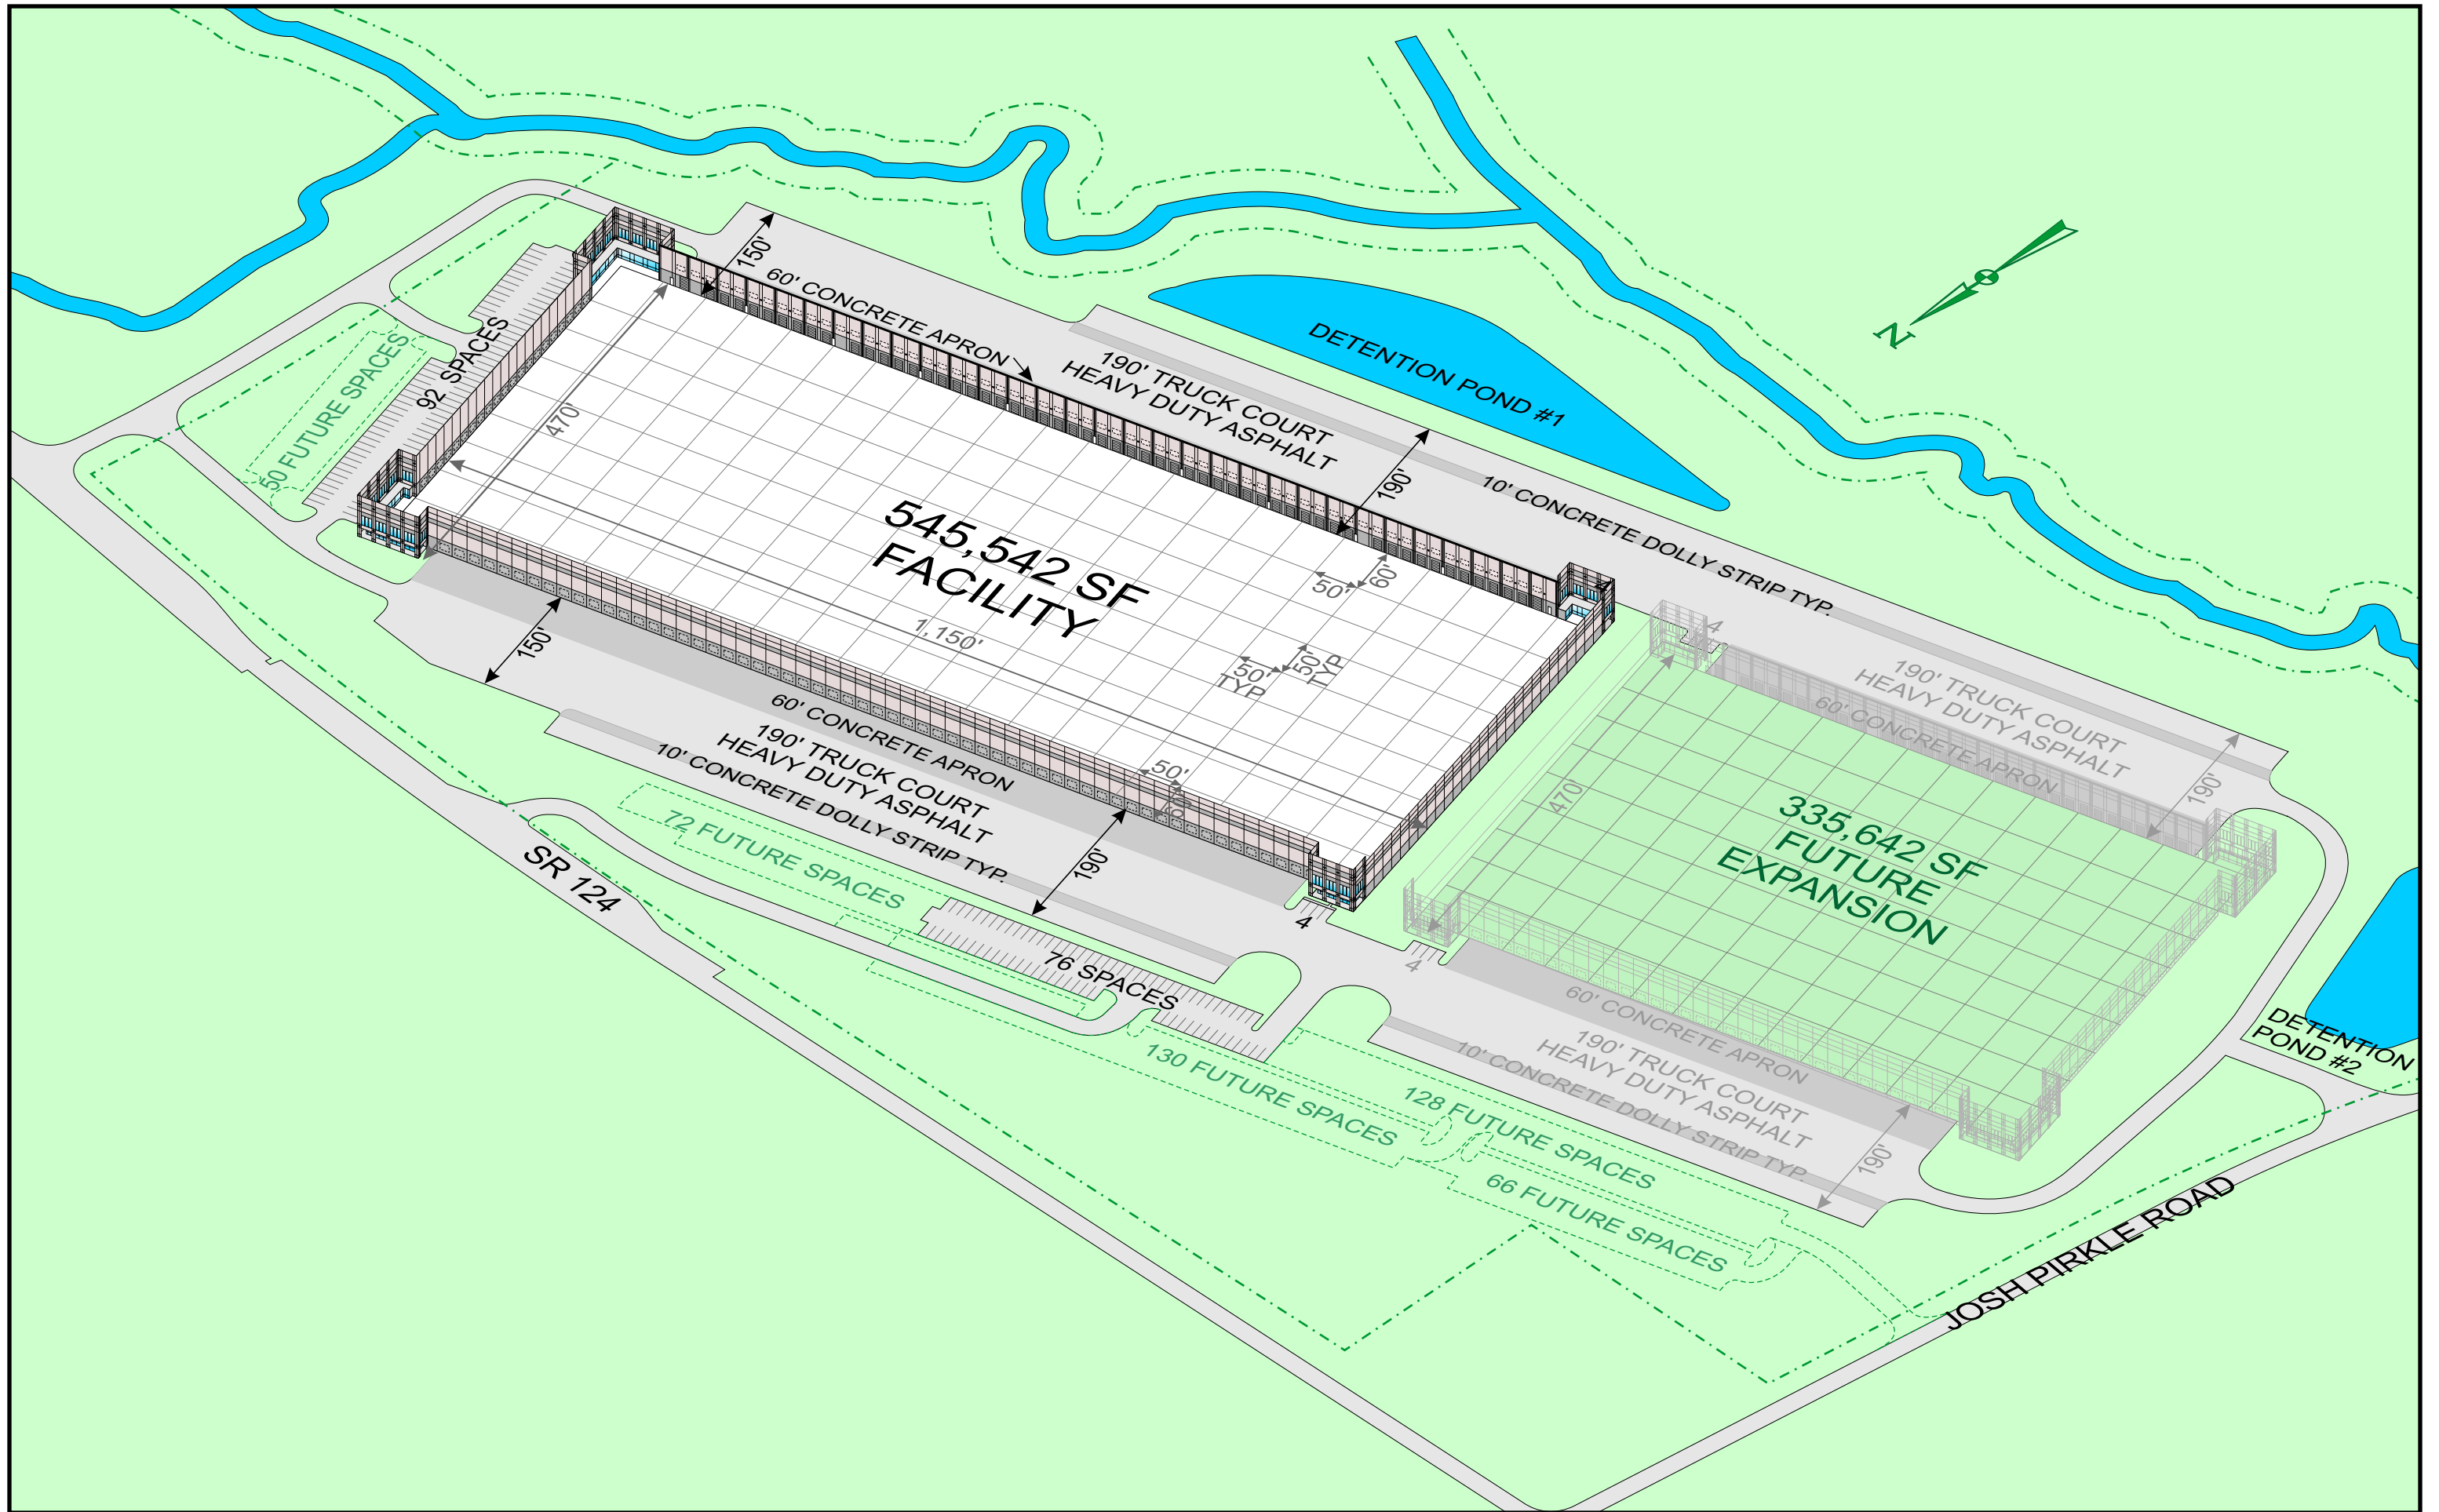 N
150'
60' CONCRETE APRON
190' TRUCK COURT
HEAVY DUTY ASPHALT
DETENTION POND #1
92 SPACES
50 FUTURE SPACES
470'
190'
10' CONCRETE DOLLY STRIP TYP.
545,542 SF
FACILITY
1,150'
50'
60'
4
50'
TYP
50'
TYP
150'
60' CONCRETE APRON
190' TRUCK COURT
HEAVY DUTY ASPHALT
10' CONCRETE DOLLY STRIP TYP.
50'
60'
190'
4
72 FUTURE SPACES
76 SPACES
SR 124
4
190' TRUCK COURT
HEAVY DUTY ASPHALT
60' CONCRETE APRON
190'
470'
335,642 SF
FUTURE
EXPANSION
4
60' CONCRETE APRON
190' TRUCK COURT
HEAVY DUTY ASPHALT
10' CONCRETE DOLLY STRIP TYP.
190'
130 FUTURE SPACES
128 FUTURE SPACES
66 FUTURE SPACES
DETENTION
POND #2
JOSH PIRKLE ROAD